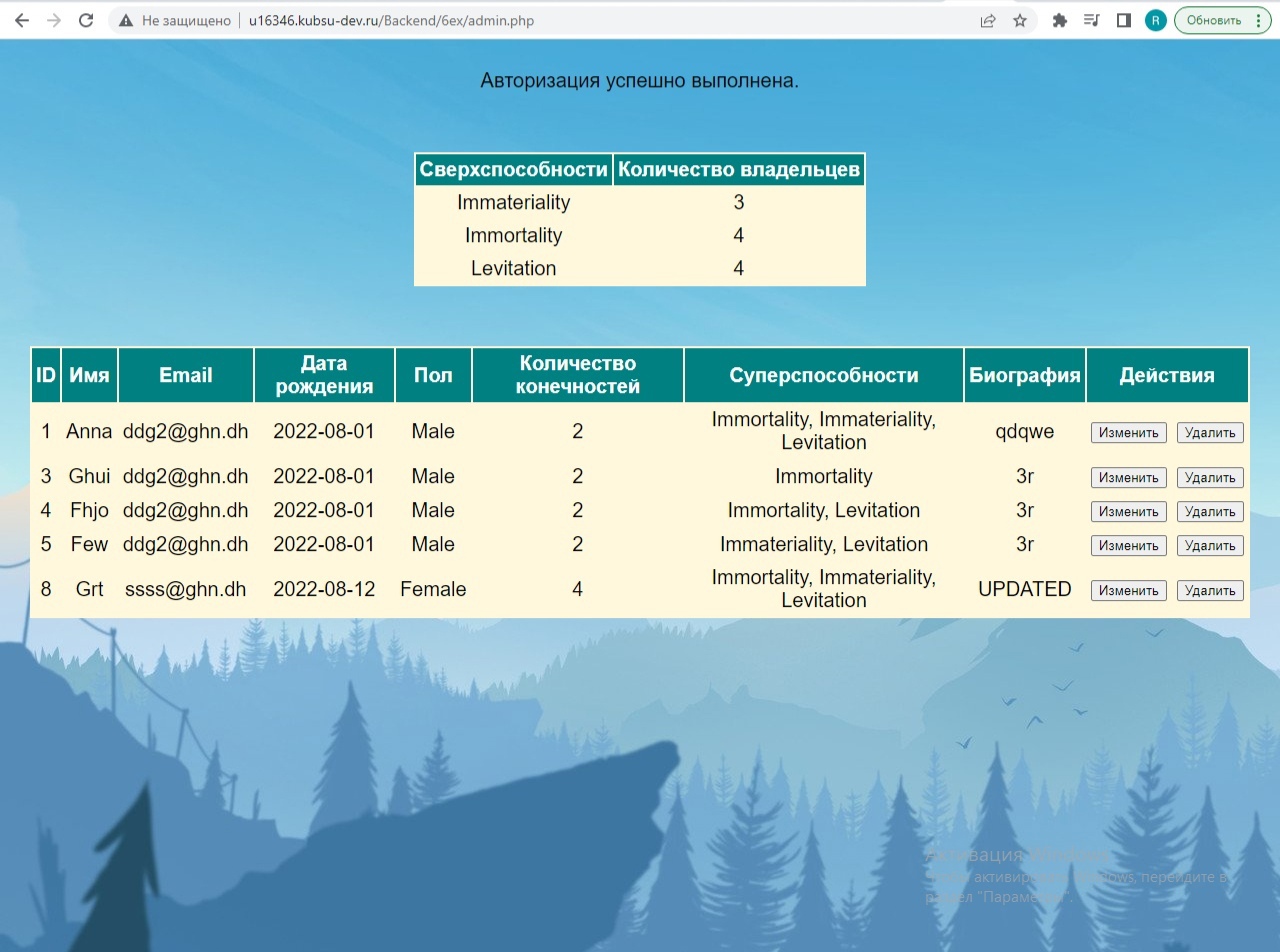 Не защищено u16346.kubsu-dev.ru/Backend/6ex/admin.php R Обновить
Авторизация успешно выполнена.
Сверхспособности Количество владельцев
Immateriality 3
Immortality 4
Levitation 4
ID Имя Email Дата рождения Пол Количество конечностей Суперспособности Биография Действия
1 Anna ddg2@ghn.dh 2022-08-01 Male 2 Immortality, Immateriality, Levitation qdqwe Изменить Удалить
3 Ghui ddg2@ghn.dh 2022-08-01 Male 2 Immortality 3r Изменить Удалить
4 Fhjo ddg2@ghn.dh 2022-08-01 Male 2 Immortality, Levitation 3r Изменить Удалить
5 Few ddg2@ghn.dh 2022-08-01 Male 2 Immateriality, Levitation 3r Изменить Удалить
8 Grt ssss@ghn.dh 2022-08-12 Female 4 Immortality, Immateriality, Levitation UPDATED Изменить Удалить
Активация Windows
Чтобы активировать Windows, перейдите в
раздел "Параметры".